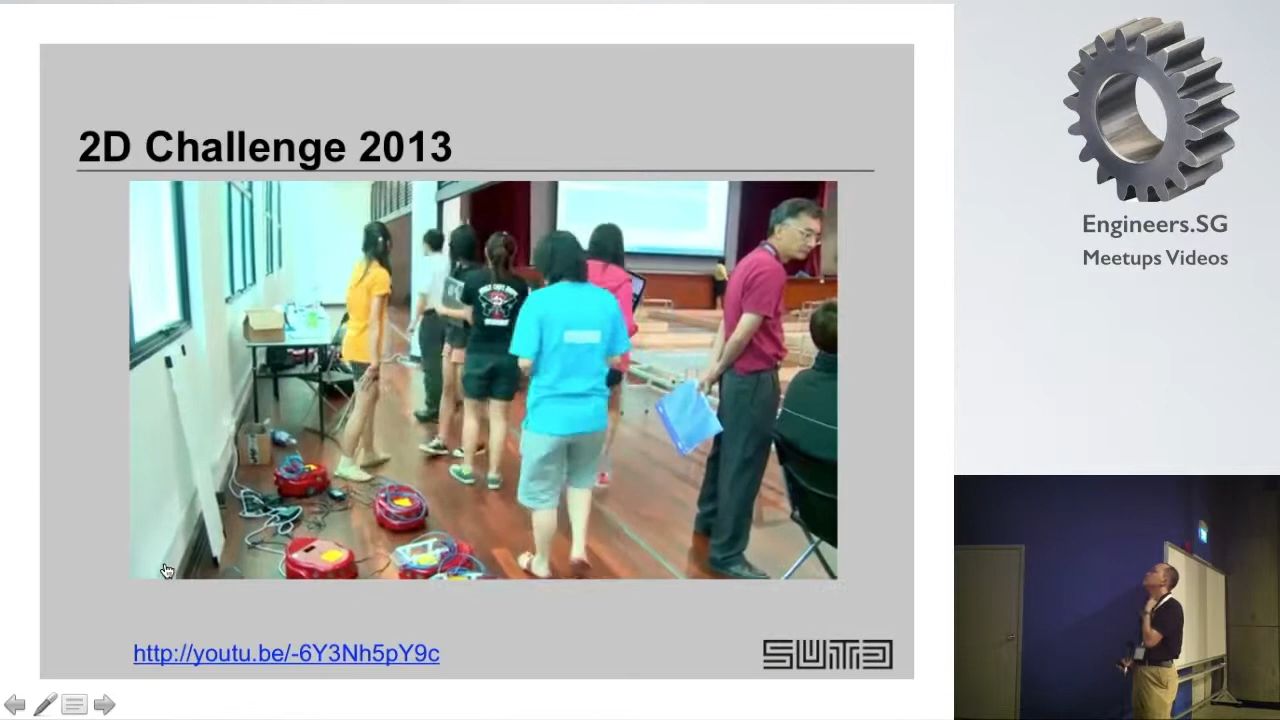 2D Challenge 2013
http://youtu.be/-6Y3Nh5pY9c
SUTD
Engineers.SG
Meetups Videos